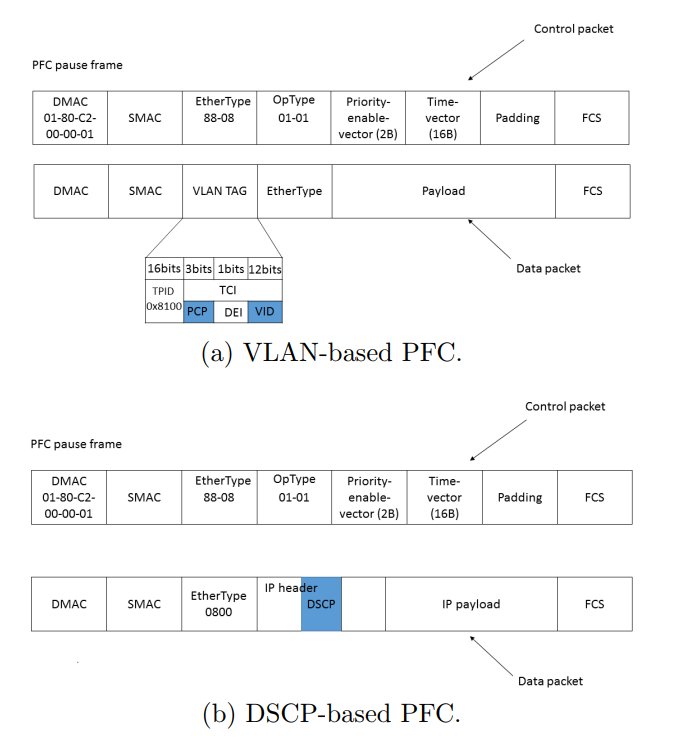 Control packet
PFC pause frame
DMAC
01-80-C2-
00-00-01
SMAC
EtherType
88-08
OpType
01-01
Priority-
enable-
vector (2B)
Time-
vector
(16B)
Padding
FCS
DMAC
SMAC
VLAN TAG
EtherType
Payload
FCS
Data packet
16bits 3bits 1bits 12bits
TPID
0x8100
TCI
PCP
DEI
VID
(a) VLAN-based PFC.
Control packet
PFC pause frame
DMAC
01-80-C2-
00-00-01
SMAC
EtherType
88-08
OpType
01-01
Priority-
enable-
vector (2B)
Time-
vector
(16B)
Padding
FCS
DMAC
SMAC
EtherType
0800
IP header
DSCP
IP payload
FCS
Data packet
(b) DSCP-based PFC.